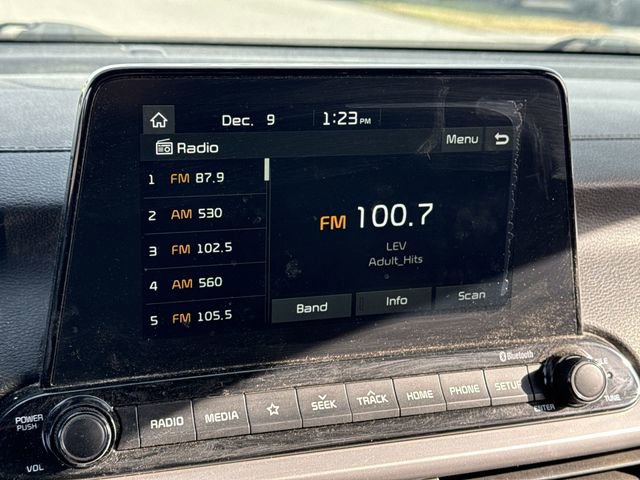 Dec. 9 1:23 PM
Radio Menu
1 FM 87.9
2 AM 530
3 FM 102.5
4 AM 560
5 FM 105.5
FM 100.7
LEV
Adult_Hits
Band Info Scan
Bluetooth
POWER
PUSH
VOL
RADIO MEDIA SEEK TRACK HOME PHONE SETUP
ENTER
TUNE